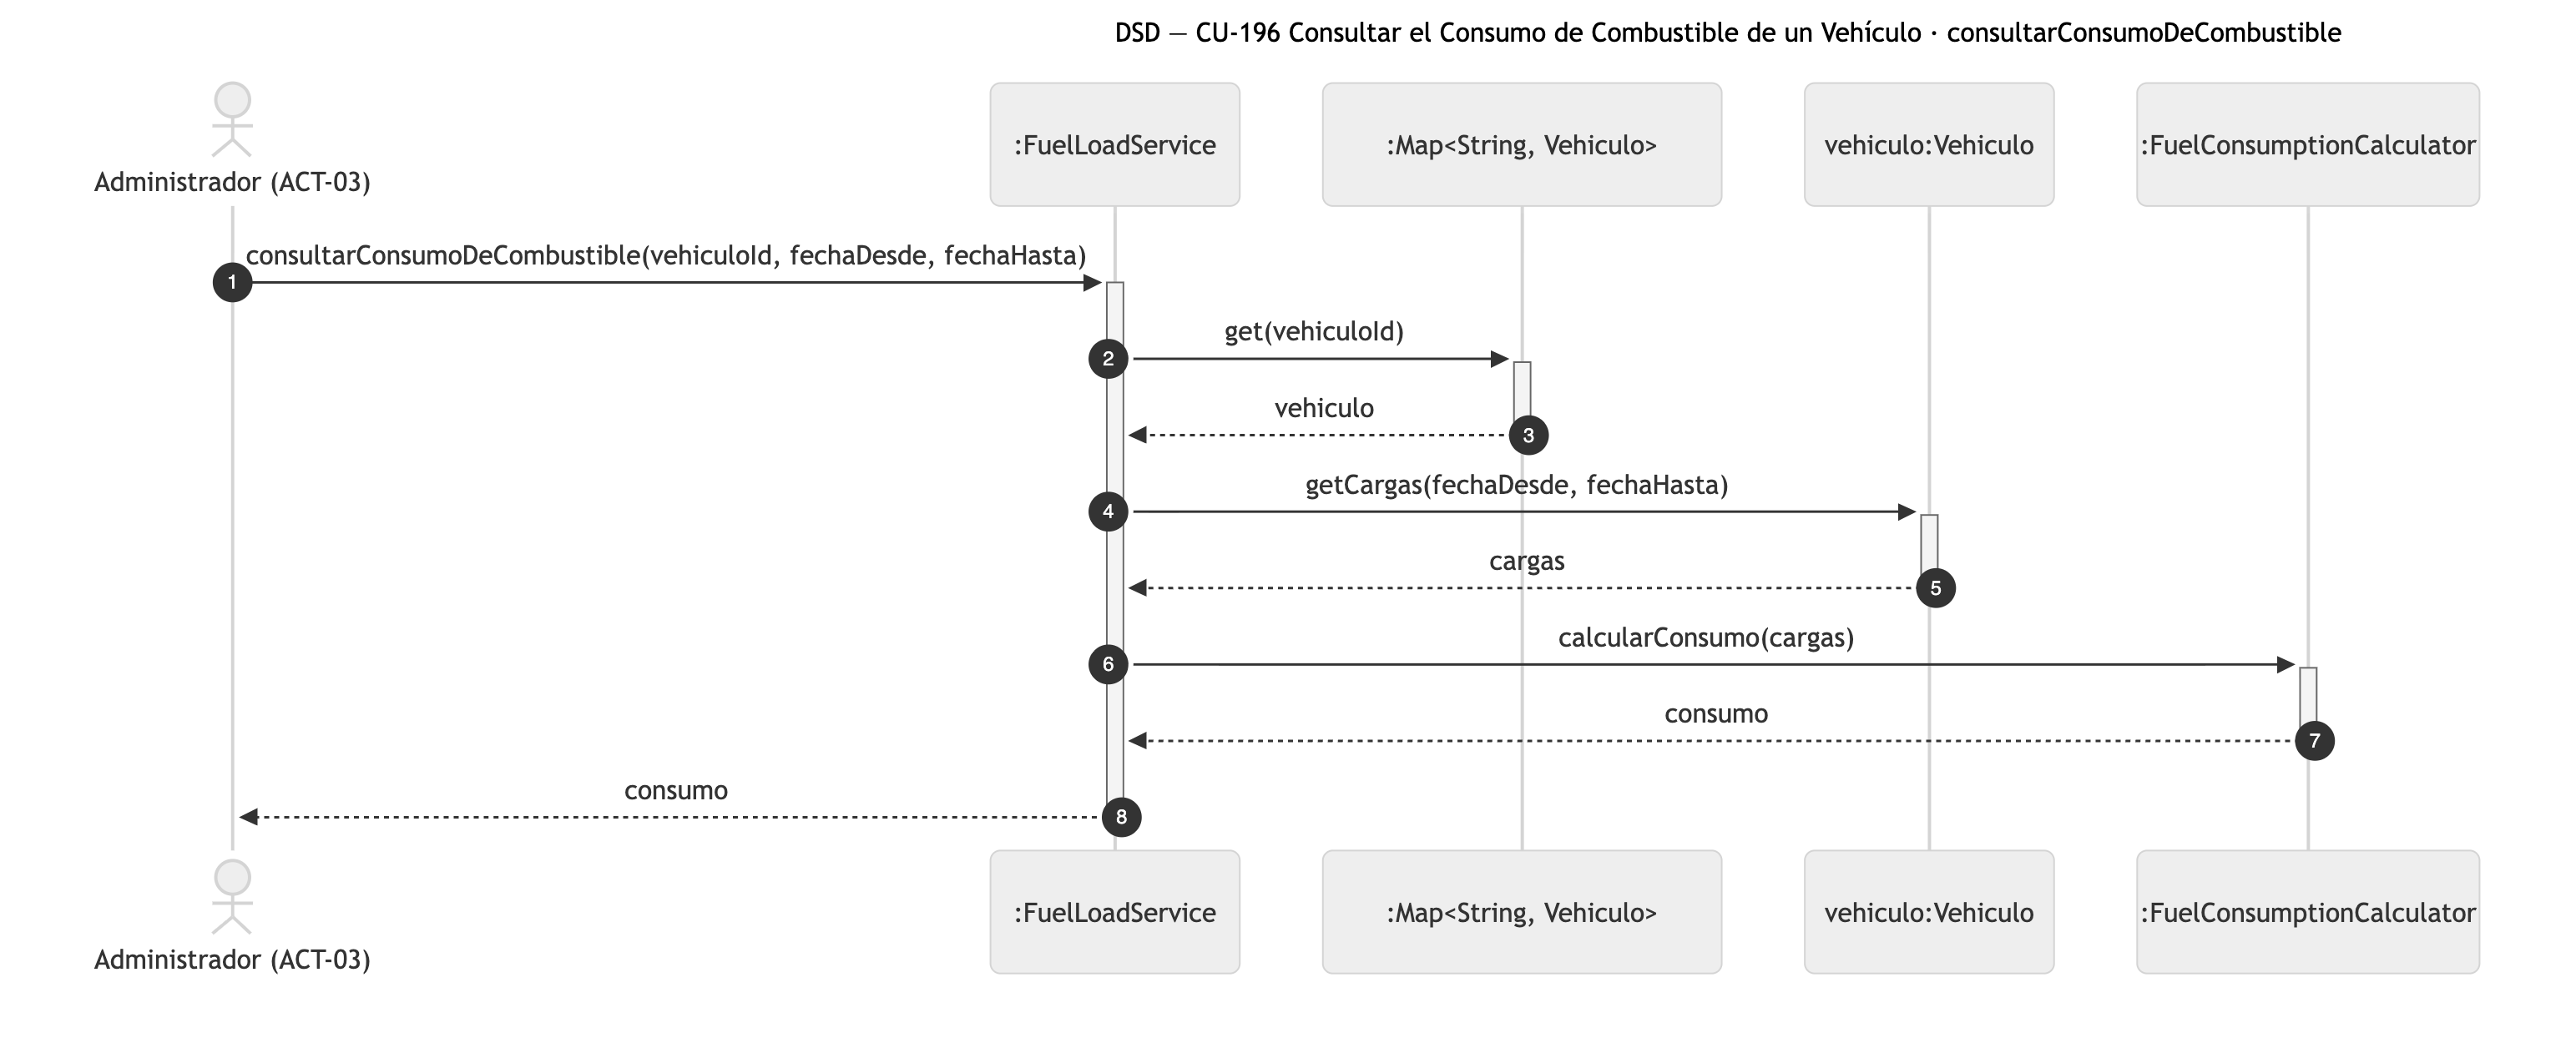 DSD — CU-196 Consultar el Consumo de Combustible de un Vehículo · consultarConsumoDeCombustible
Administrador (ACT-03)
:FuelLoadService
:Map<String, Vehiculo>
vehiculo:Vehiculo
:FuelConsumptionCalculator
1
consultarConsumoDeCombustible(vehiculoId, fechaDesde, fechaHasta)
2
get(vehiculoId)
vehiculo
3
4
getCargas(fechaDesde, fechaHasta)
cargas
5
6
calcularConsumo(cargas)
consumo
7
consumo
8
Administrador (ACT-03)
:FuelLoadService
:Map<String, Vehiculo>
vehiculo:Vehiculo
:FuelConsumptionCalculator